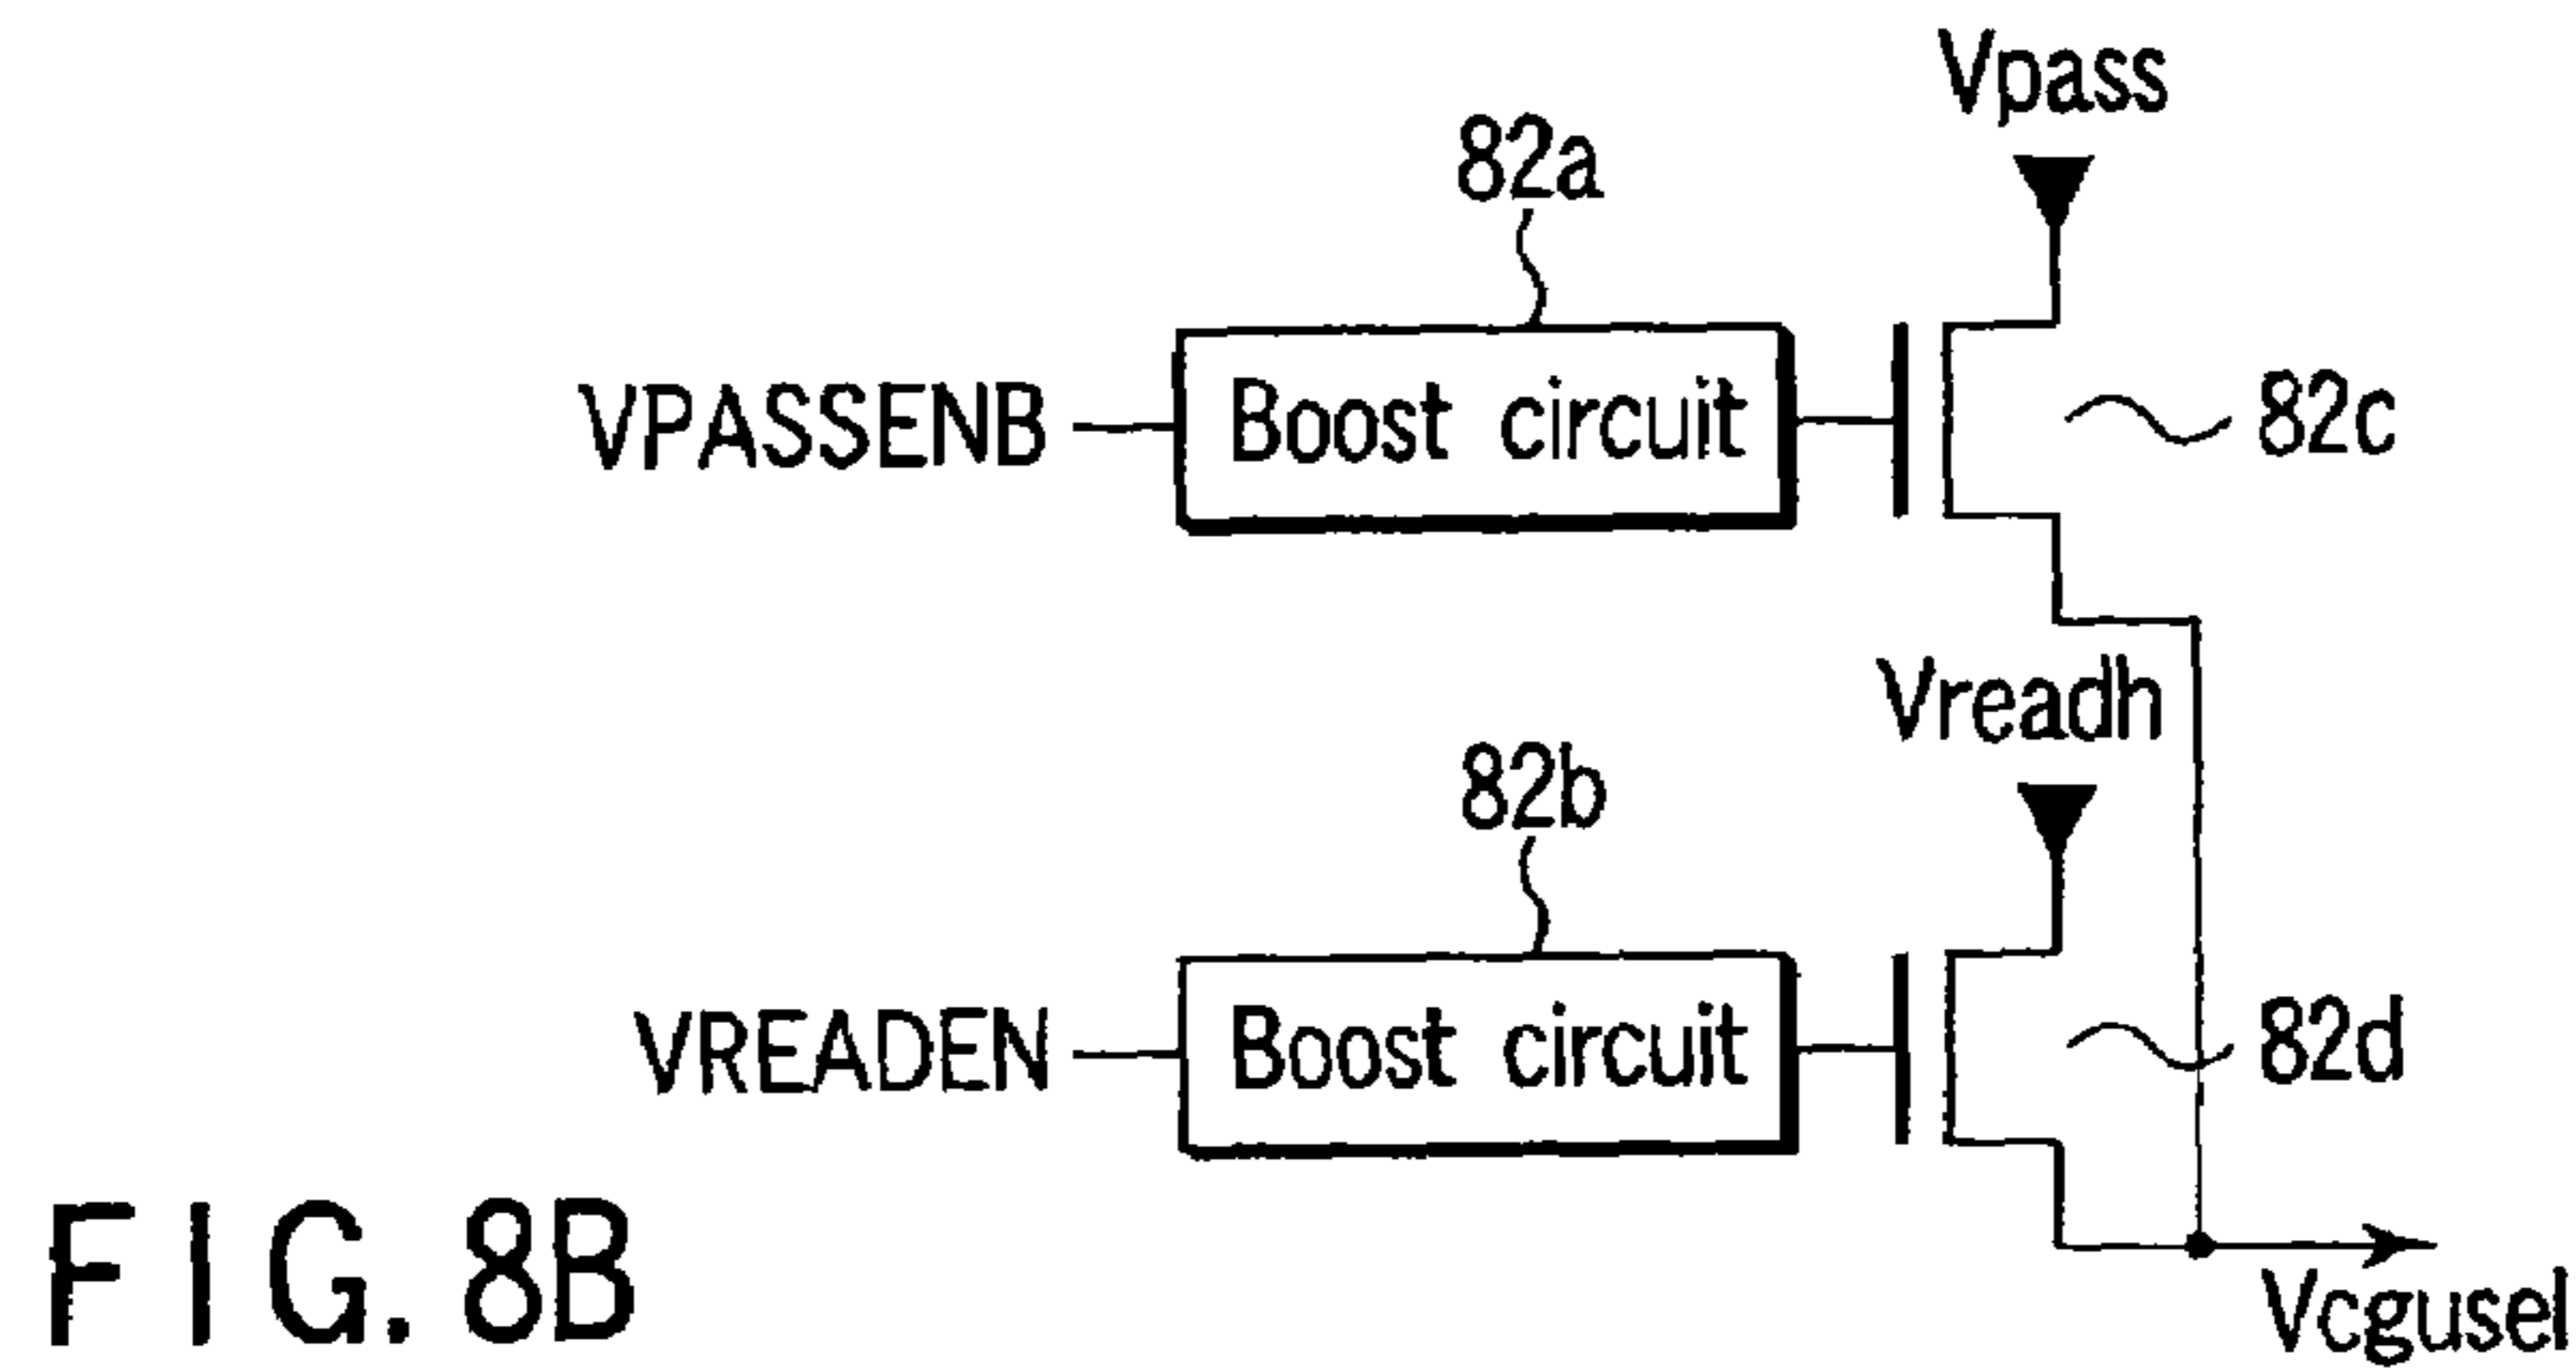 Vpass
82a
VPASSENB
Boost circuit
82c
Vreadh
82b
VREADEN
Boost circuit
82d
Vcgusel
FIG. 8B